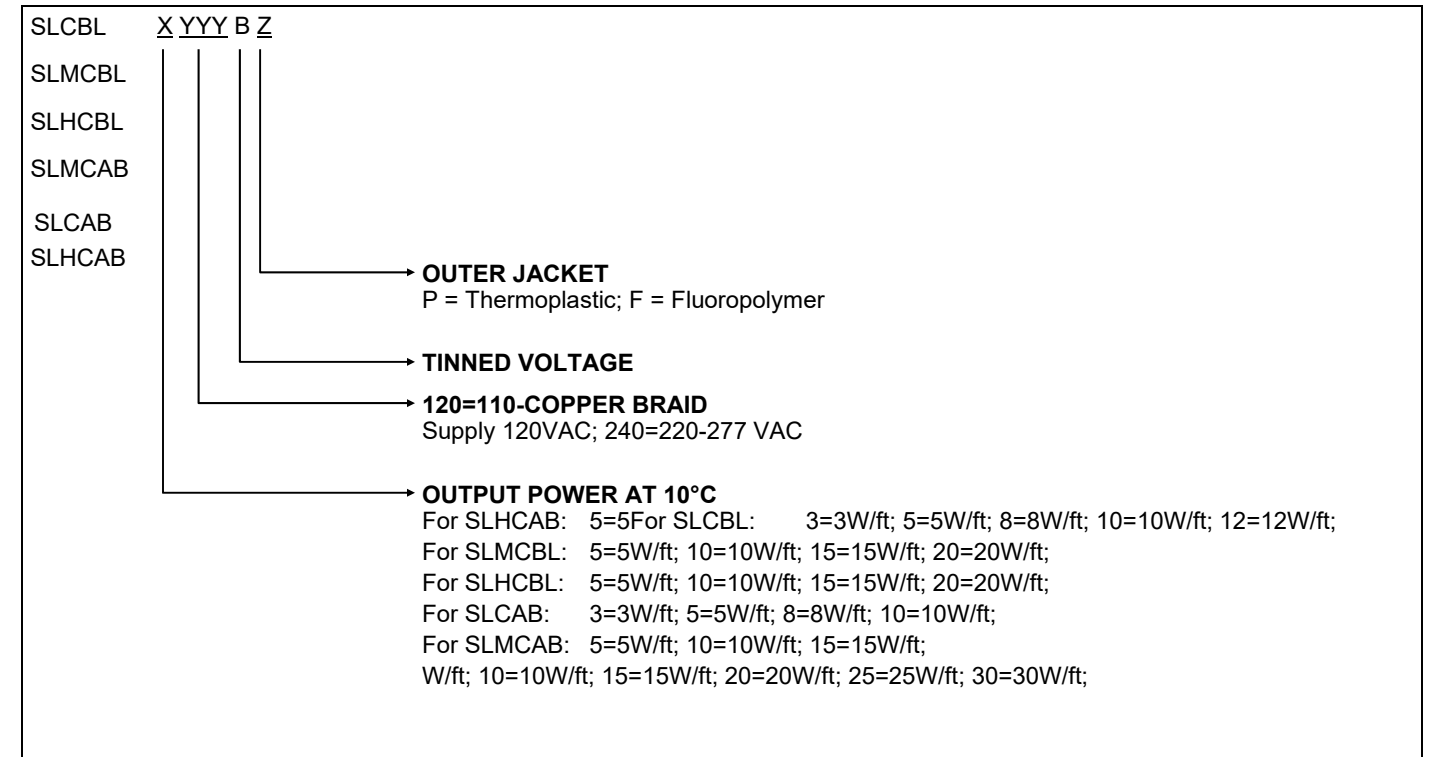 SLCBL X YYY B Z
SLMCBL
SLHCBL
SLMCAB
SLCAB
SLHCAB
OUTER JACKET
P = Thermoplastic; F = Fluoropolymer
TINNED VOLTAGE
120=110-COPPER BRAID
Supply 120VAC; 240=220-277 VAC
OUTPUT POWER AT 10°C
For SLHCAB: 5=5For SLCBL: 3=3W/ft; 5=5W/ft; 8=8W/ft; 10=10W/ft; 12=12W/ft;
For SLMCBL: 5=5W/ft; 10=10W/ft; 15=15W/ft; 20=20W/ft;
For SLHCBL: 5=5W/ft; 10=10W/ft; 15=15W/ft; 20=20W/ft;
For SLCAB: 3=3W/ft; 5=5W/ft; 8=8W/ft; 10=10W/ft;
For SLMCAB: 5=5W/ft; 10=10W/ft; 15=15W/ft;
W/ft; 10=10W/ft; 15=15W/ft; 20=20W/ft; 25=25W/ft; 30=30W/ft;